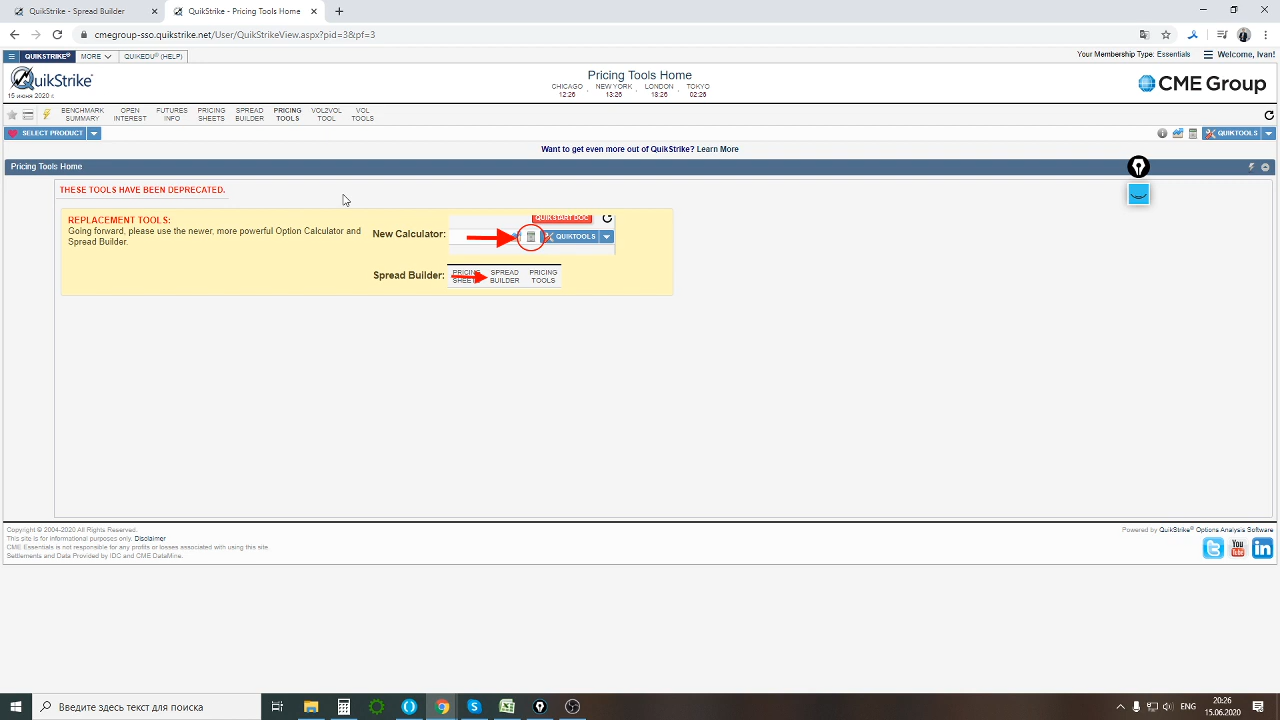 QuikStrike - Spread Builder
QuikStrike - Pricing Tools Home
cmegroup-sso.quikstrike.net/User/QuikStrikeView.aspx?pid=3&pf=3
QUIKSTRIKE® MORE QUIKEDU® (HELP)
Your Membership Type: Essentials Welcome, Ivan!
QuikStrike®
15 июня 2020 г.
Pricing Tools Home
CHICAGO NEW YORK LONDON TOKYO
12:26 13:26 18:26 02:26
CME Group
BENCHMARK SUMMARY
OPEN INTEREST
FUTURES INFO
PRICING SHEETS
SPREAD BUILDER
PRICING TOOLS
VOL2VOL TOOL
VOL TOOLS
SELECT PRODUCT
QUIKTOOLS
Want to get even more out of QuikStrike? Learn More
Pricing Tools Home
THESE TOOLS HAVE BEEN DEPRECATED.
REPLACEMENT TOOLS:
Going forward, please use the newer, more powerful Option Calculator and
Spread Builder.
New Calculator:
QUIKSTART DOC
QUIKTOOLS
Spread Builder:
PRICING SPREAD PRICING
BUILDER TOOLS
Copyright © 2004-2020 All Rights Reserved.
This site is for informational purposes only. Disclaimer
CME Essentials is not responsible for any profits or losses associated with using this site.
Settlements and Data Provided by IDC and CME DataMine.
Powered by QuikStrike® Options Analysis Software
You Tube
in
Введите здесь текст для поиска
ENG
20:26
15.06.2020